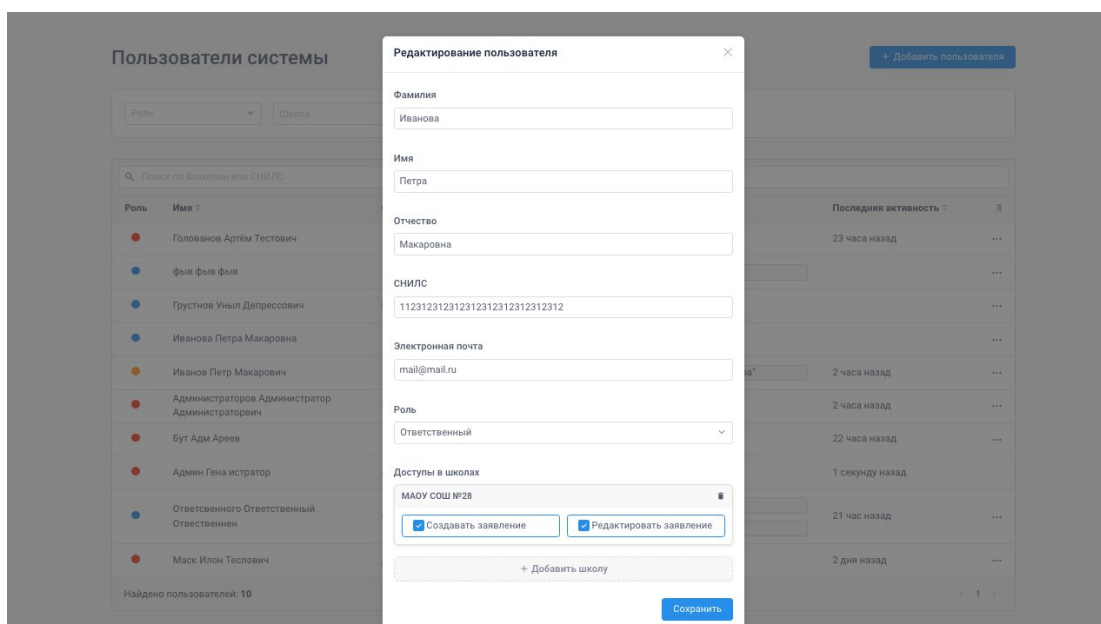 Пользователи системы
+ Добавить пользователя
Роль
Школа
Поиск по Фамилии или СНИЛС
Роль Имя Последняя активность
Голованов Артём Тестович 23 часа назад
фыв фыв фыв
Грустнов Уныл Депрессович
Иванова Петра Макаровна
Иванов Петр Макарович 2 часа назад
Администраторов Администратор
Администраторвич
2 часа назад
Бут Адм Ареев 22 часа назад
Админ Гена истратор 1 секунду назад
Ответсвенного Ответственный
Отвественнен
21 час назад
Маск Илон Теслович 2 дня назад
Найдено пользователей: 10
1
Редактирование пользователя
Фамилия
Иванова
Имя
Петра
Отчество
Макаровна
СНИЛС
112312312312312312312312312312
Электронная почта
mail@mail.ru
Роль
Ответственный
Доступы в школах
МАОУ СОШ №28
Создавать заявление Редактировать заявление
+ Добавить школу
Сохранить